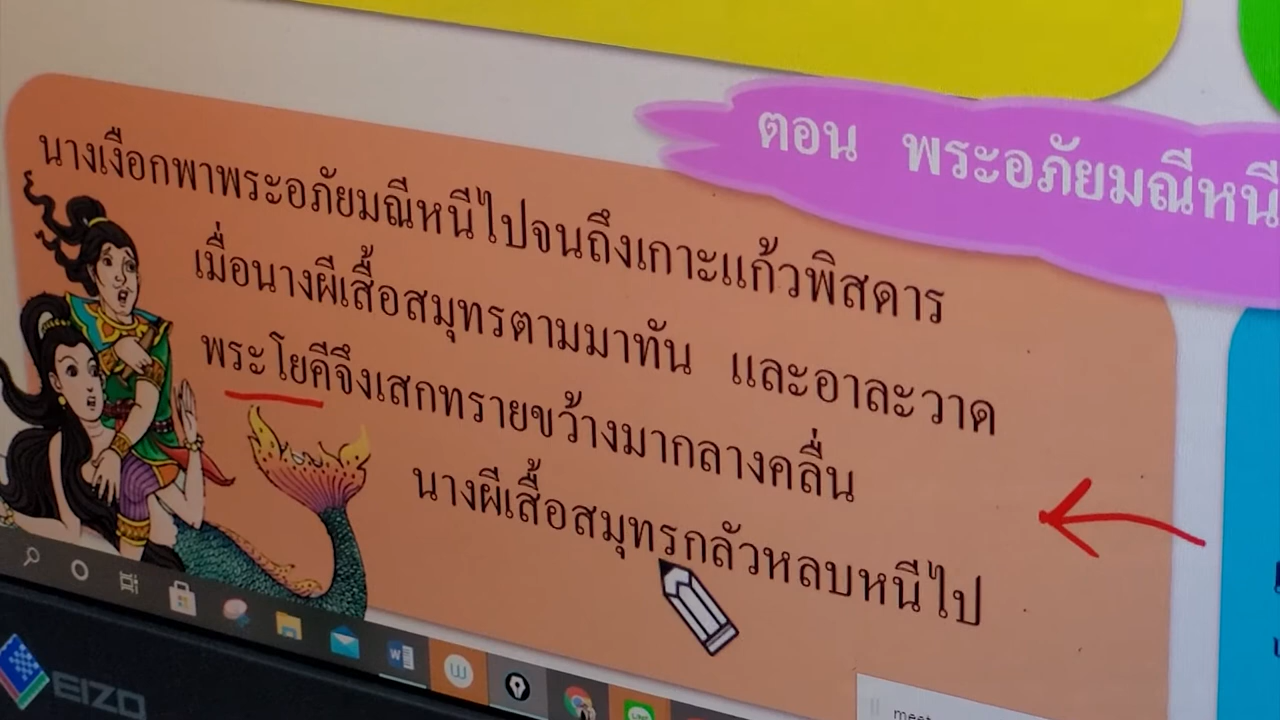 ตอน พระอภัยมณีหนี
นางเงือกพาพระอภัยมณีหนีไปจนถึงเกาะแก้วพิสดาร
เมื่อนางผีเสื้อสมุทรตามมาทัน และอาละวาด
พระโยคีจึงเสกทรายขว้างมากลางคลื่น
นางผีเสื้อสมุทรกลัวหลบหนีไป
EIZO